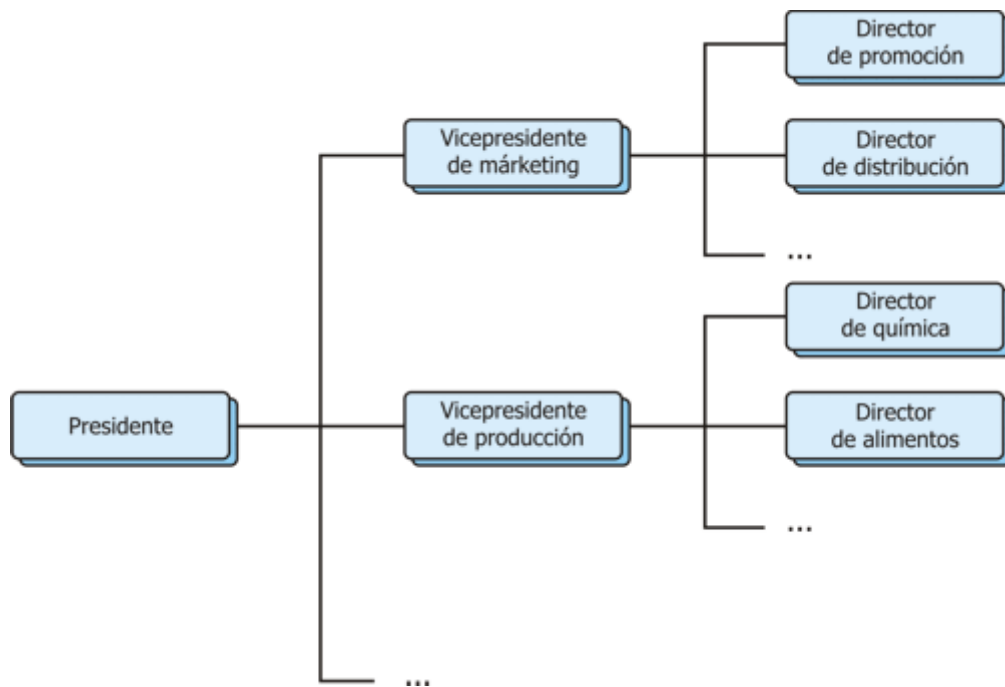 Director
de promoción
Vicepresidente
de márketing
Director
de distribución
...
Director
de química
Presidente
Vicepresidente
de producción
Director
de alimentos
...
...